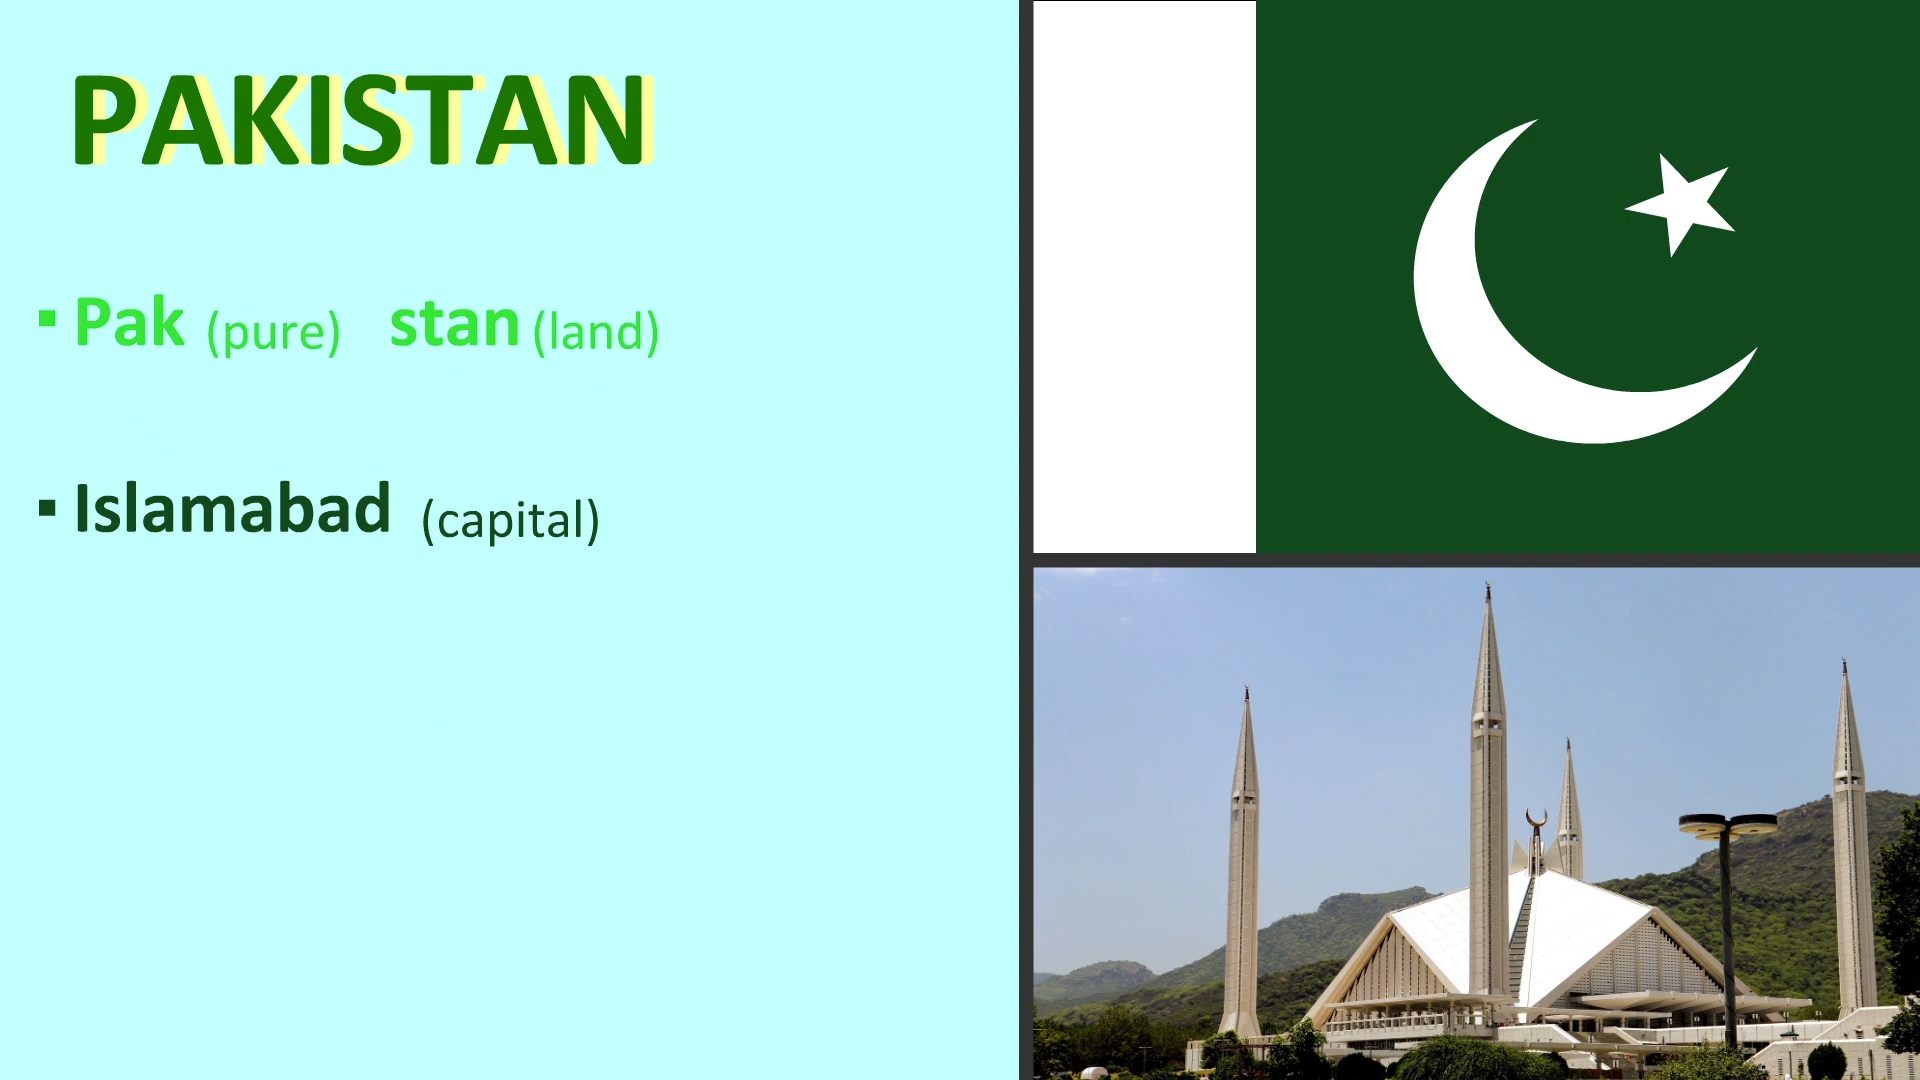 PAKISTAN
▪ Pak (pure) stan (land)
▪ Islamabad (capital)